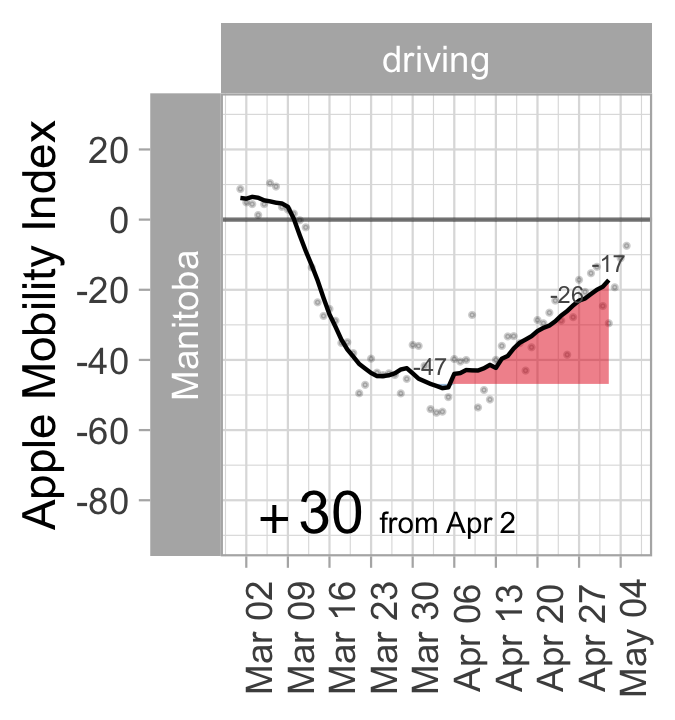 driving
Manitoba
Apple Mobility Index
20
0
-20
-40
-60
-80
-47
-26
-17
+30 from Apr 2
Mar 02
Mar 09
Mar 16
Mar 23
Mar 30
Apr 06
Apr 13
Apr 20
Apr 27
May 04